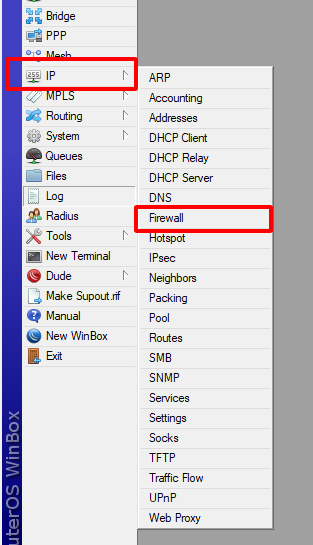 Bridge
PPP
Mesh
IP
MPLS
Routing
System
Queues
Files
Log
Radius
Tools
New Terminal
Dude
Make Supout.rif
Manual
New WinBox
Exit
ARP
Accounting
Addresses
DHCP Client
DHCP Relay
DHCP Server
DNS
Firewall
Hotspot
IPsec
Neighbors
Packing
Pool
Routes
SMB
SNMP
Services
Settings
Socks
TFTP
Traffic Flow
UPnP
Web Proxy
uterOS WinBox